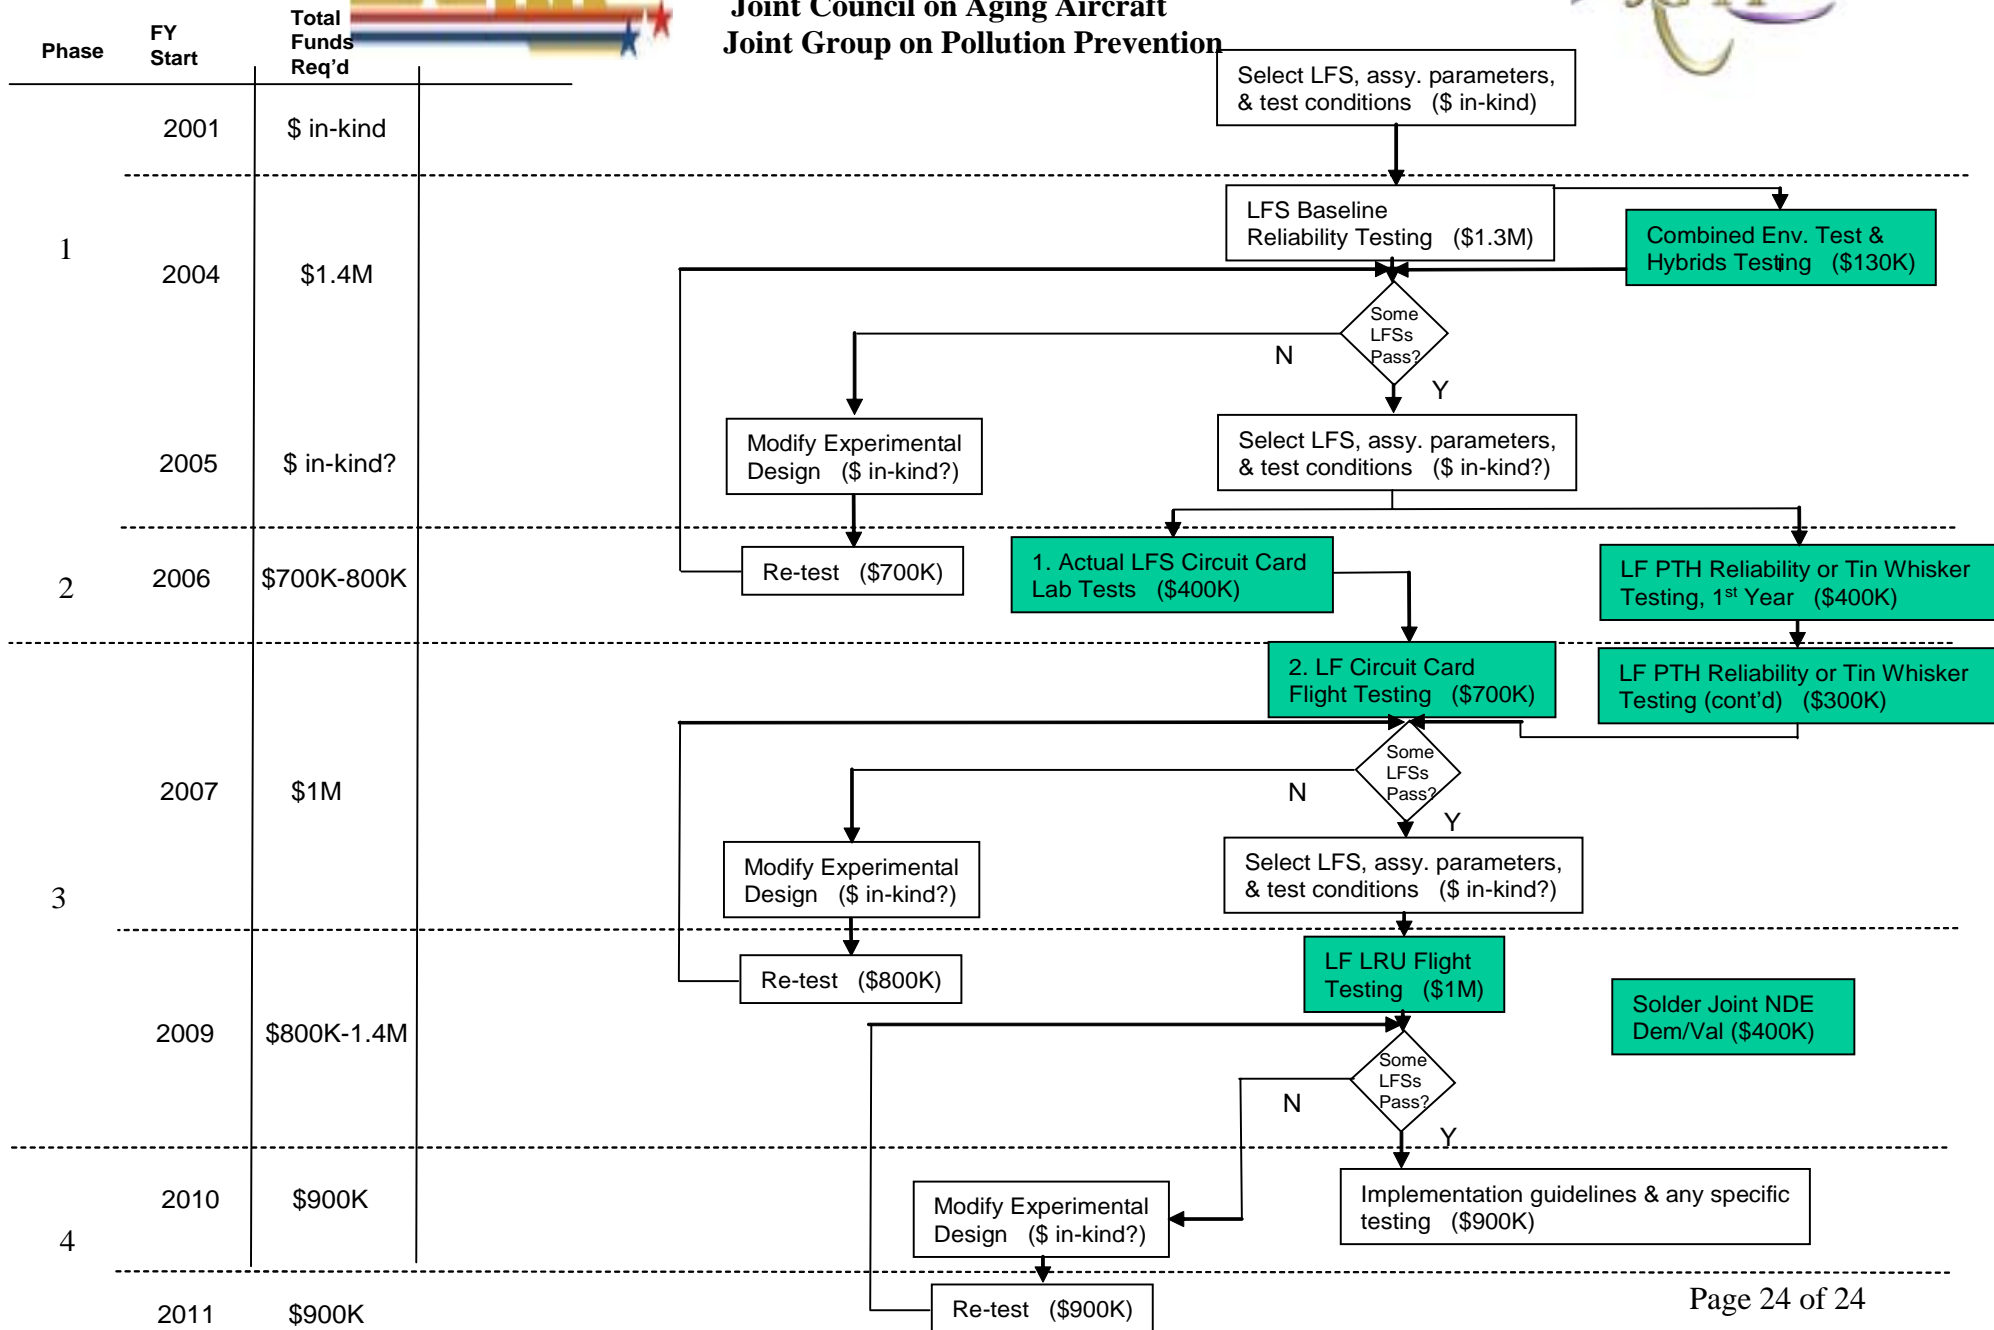 Joint Council on Aging Aircraft
Joint Group on Pollution Prevention
Phase
FY
Start
Total
Funds
Req'd
Select LFS, assy. parameters,
& test conditions ($ in-kind)
2001
$ in-kind
1
LFS Baseline
Reliability Testing ($1.3M)
Combined Env. Test &
Hybrids Testing ($130K)
2004
$1.4M
Some
LFSs
Pass?
N
Y
Modify Experimental
Design ($ in-kind?)
Select LFS, assy. parameters,
& test conditions ($ in-kind?)
2005
$ in-kind?
2
2006
$700K-800K
Re-test ($700K)
1. Actual LFS Circuit Card
Lab Tests ($400K)
LF PTH Reliability or Tin Whisker
Testing, 1st Year ($400K)
2. LF Circuit Card
Flight Testing ($700K)
LF PTH Reliability or Tin Whisker
Testing (cont'd) ($300K)
Some
LFSs
Pass?
2007
$1M
N
Y
Modify Experimental
Design ($ in-kind?)
Select LFS, assy. parameters,
& test conditions ($ in-kind?)
3
Re-test ($800K)
LF LRU Flight
Testing ($1M)
Solder Joint NDE
Dem/Val ($400K)
2009
$800K-1.4M
Some
LFSs
Pass?
N
Y
2010
$900K
Modify Experimental
Design ($ in-kind?)
Implementation guidelines & any specific
testing ($900K)
4
2011
$900K
Re-test ($900K)
Page 24 of 24